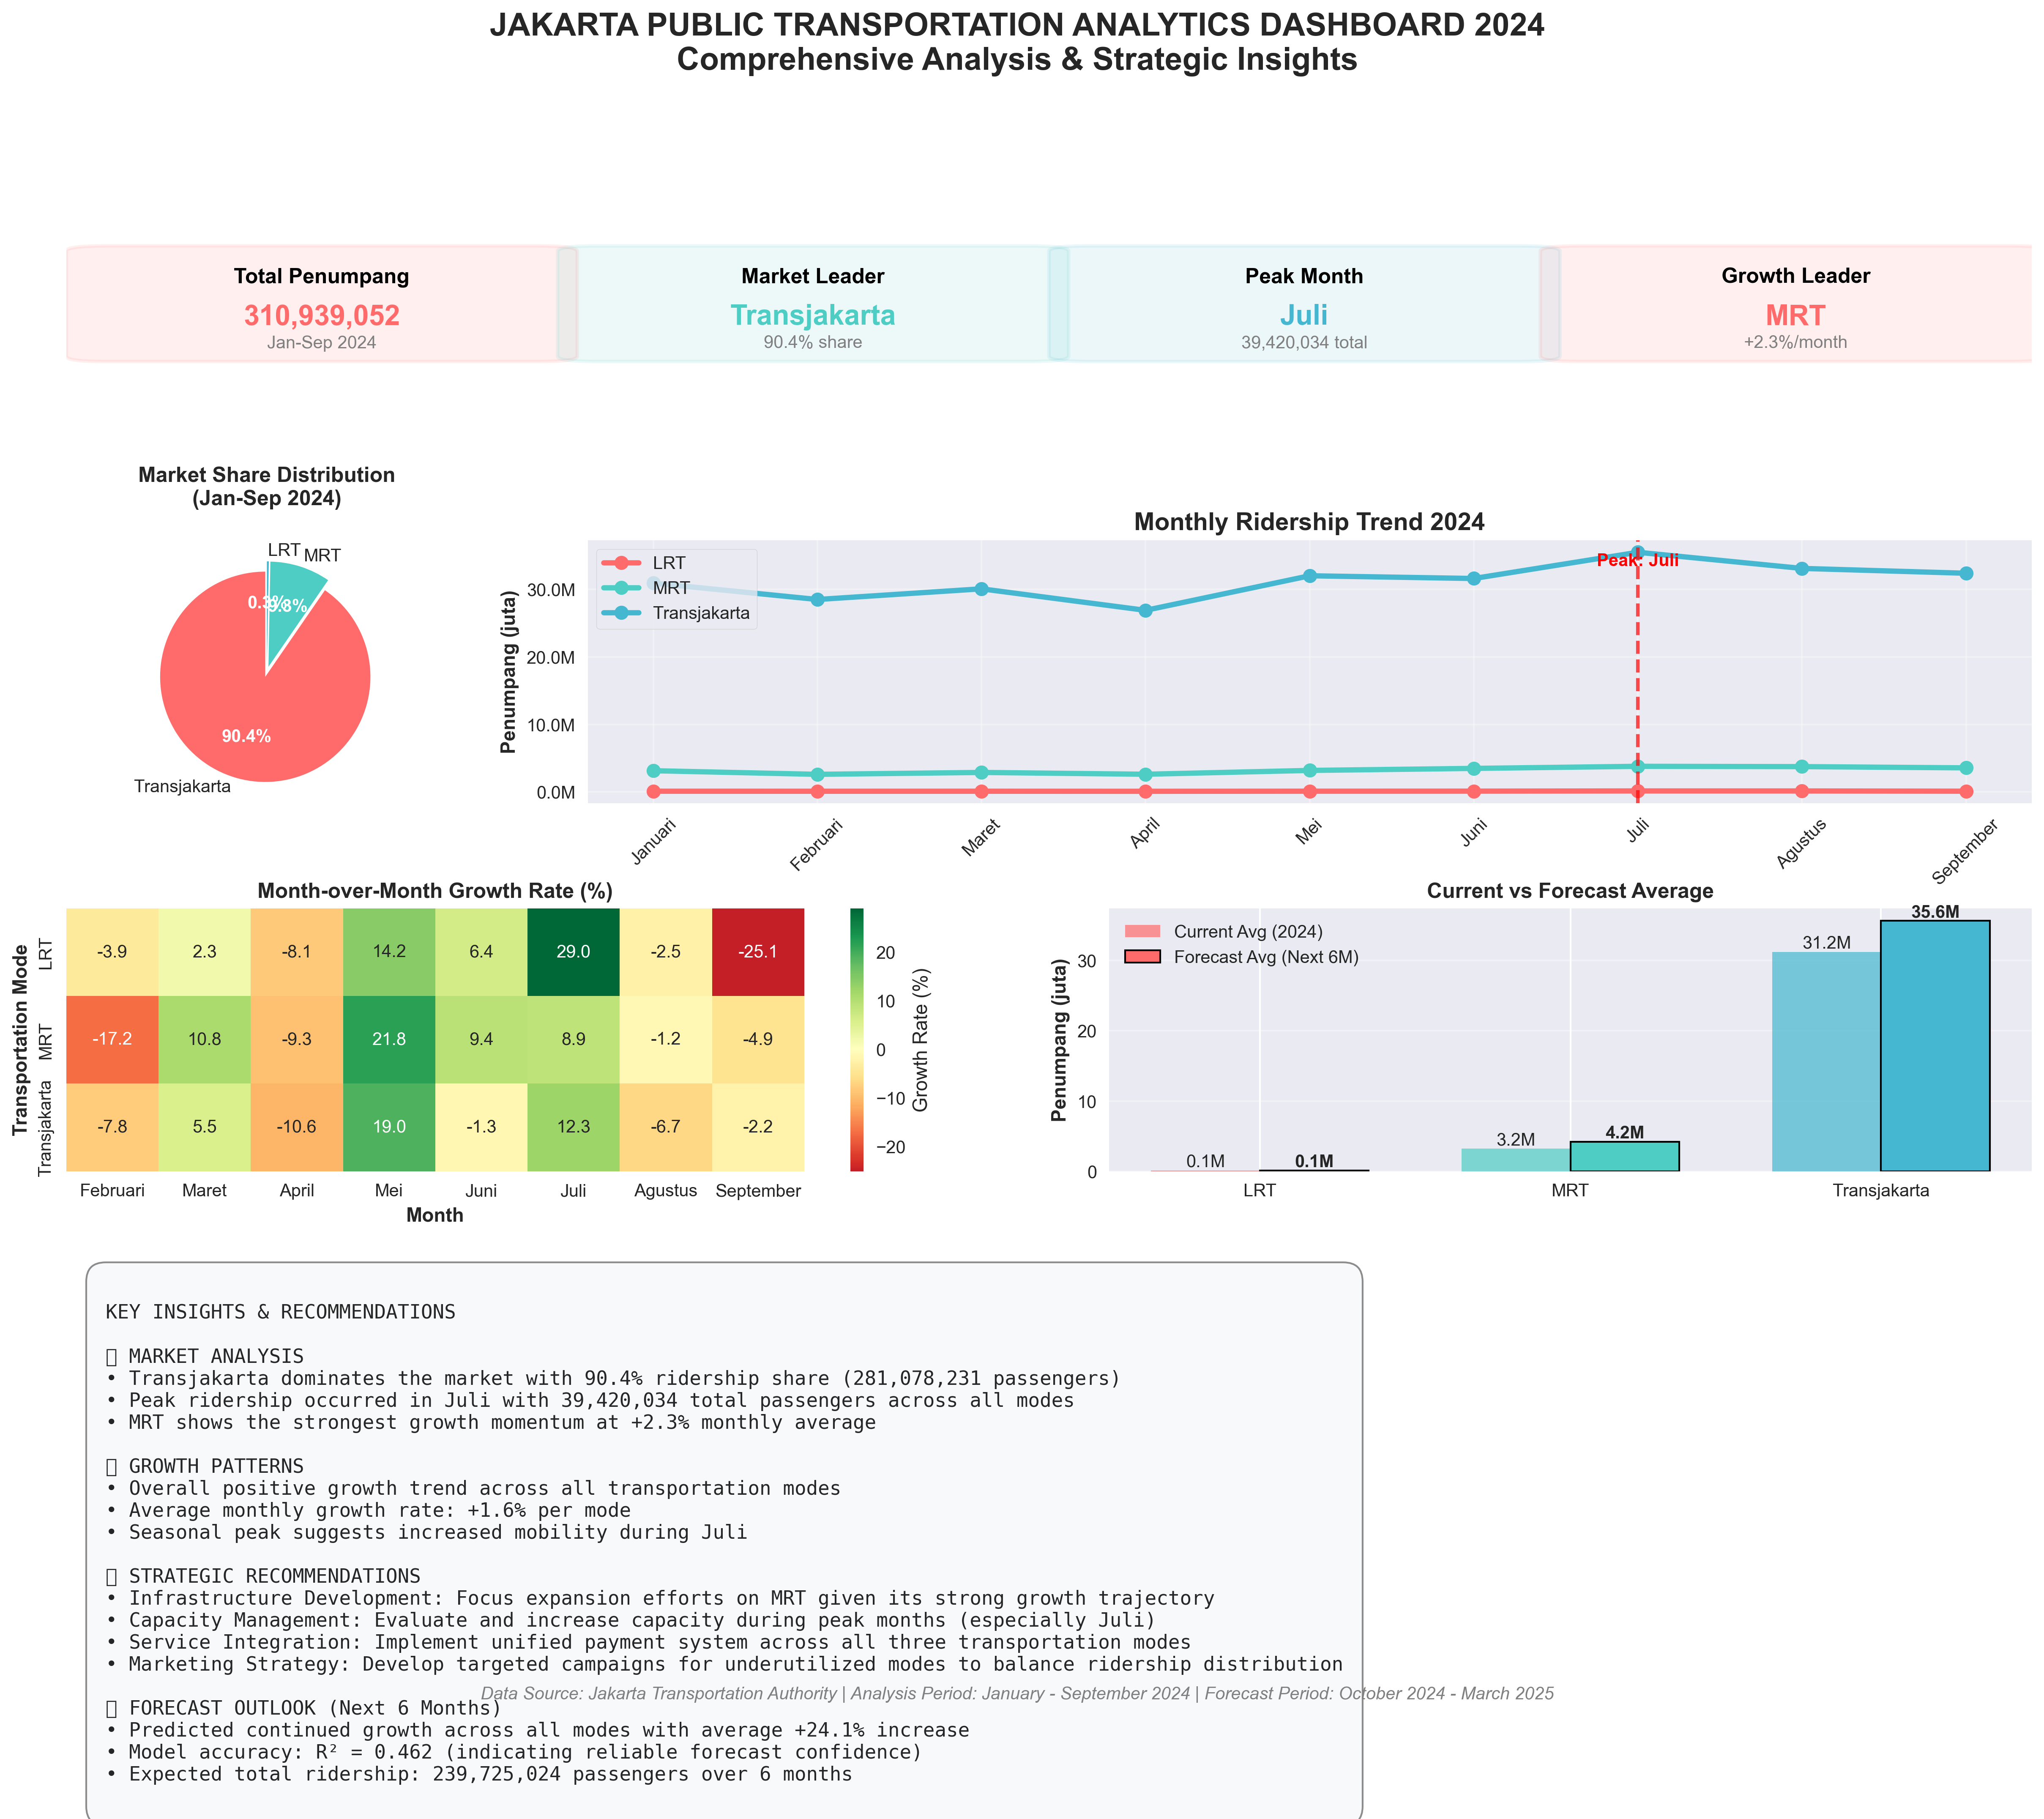 JAKARTA PUBLIC TRANSPORTATION ANALYTICS DASHBOARD 2024
Comprehensive Analysis & Strategic Insights
Total Penumpang
310,939,052
Jan-Sep 2024
Market Leader
Transjakarta
90.4% share
Peak Month
Juli
39,420,034 total
Growth Leader
MRT
+2.3%/month
Market Share Distribution
(Jan-Sep 2024)
LRT
MRT
0.3%
9.8%
90.4%
Transjakarta
Monthly Ridership Trend 2024
LRT
MRT
Transjakarta
Peak: Juli
Penumpang (juta)
30.0M
20.0M
10.0M
0.0M
Januari
Februari
Maret
April
Mei
Juni
Juli
Agustus
September
Month-over-Month Growth Rate (%)
Transportation Mode
LRT
-3.9 2.3 -8.1 14.2 6.4 29.0 -2.5 -25.1
MRT
-17.2 10.8 -9.3 21.8 9.4 8.9 -1.2 -4.9
Transjakarta
-7.8 5.5 -10.6 19.0 -1.3 12.3 -6.7 -2.2
Februari Maret April Mei Juni Juli Agustus September
Month
20
10
0
−10
−20
Growth Rate (%)
Current vs Forecast Average
Current Avg (2024)
Forecast Avg (Next 6M)
Penumpang (juta)
30
20
10
0
0.1M
0.1M
3.2M
4.2M
31.2M
35.6M
LRT
MRT
Transjakarta
KEY INSIGHTS & RECOMMENDATIONS
MARKET ANALYSIS
• Transjakarta dominates the market with 90.4% ridership share (281,078,231 passengers)
• Peak ridership occurred in Juli with 39,420,034 total passengers across all modes
• MRT shows the strongest growth momentum at +2.3% monthly average
GROWTH PATTERNS
• Overall positive growth trend across all transportation modes
• Average monthly growth rate: +1.6% per mode
• Seasonal peak suggests increased mobility during Juli
STRATEGIC RECOMMENDATIONS
• Infrastructure Development: Focus expansion efforts on MRT given its strong growth trajectory
• Capacity Management: Evaluate and increase capacity during peak months (especially Juli)
• Service Integration: Implement unified payment system across all three transportation modes
• Marketing Strategy: Develop targeted campaigns for underutilized modes to balance ridership distribution
Data Source: Jakarta Transportation Authority | Analysis Period: January - September 2024 | Forecast Period: October 2024 - March 2025
FORECAST OUTLOOK (Next 6 Months)
• Predicted continued growth across all modes with average +24.1% increase
• Model accuracy: R² = 0.462 (indicating reliable forecast confidence)
• Expected total ridership: 239,725,024 passengers over 6 months